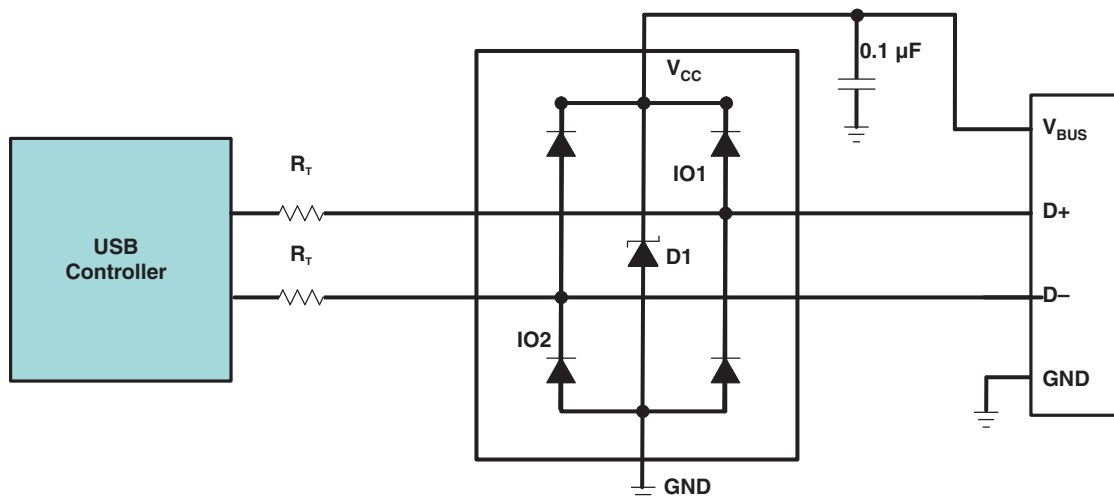 0.1 µF
VCC
VBUS
RT
IO1
D+
USB
Controller
RT
D1
D–
IO2
GND
GND